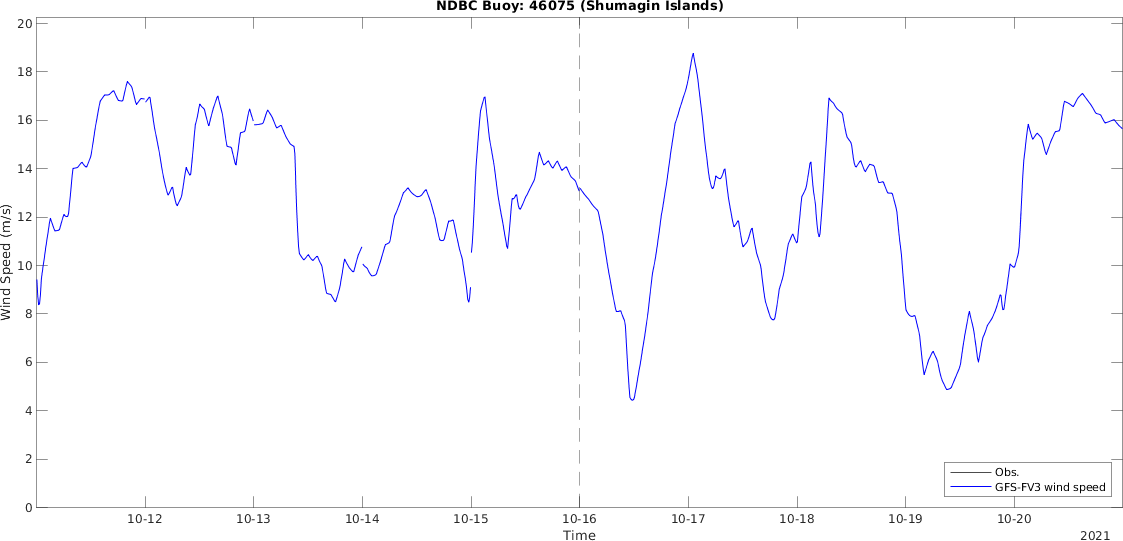 NDBC Buoy: 46075 (Shumagin Islands)
20
18
16
14
12
10
8
6
4
2
0
Wind Speed (m/s)
10-12 10-13 10-14 10-15 10-16 10-17 10-18 10-19 10-20
Time
2021
Obs.
GFS-FV3 wind speed